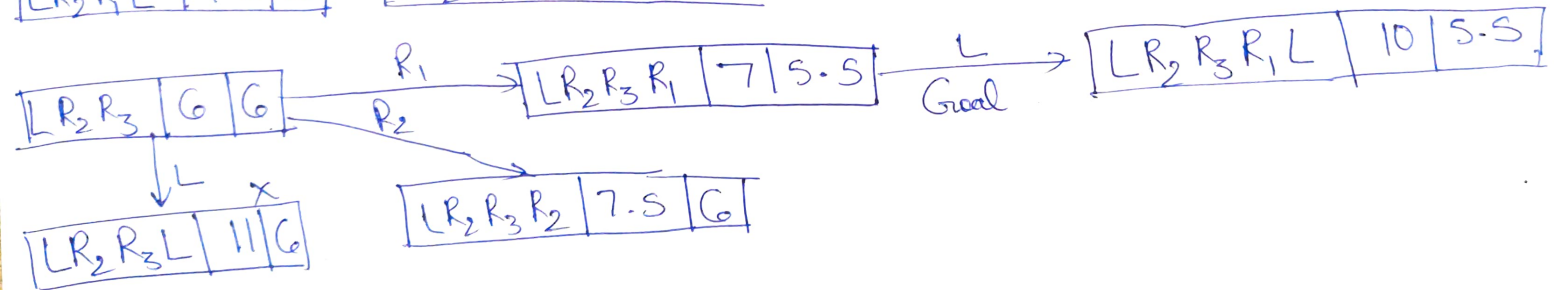 R₁
L
LR₂R₃R₁L | 10 | 5.5
LR₂R₃R₁ | 7 | 5.5
Goal
LR₂R₃ | 6 | 6
R₂
L
x
LR₂R₃R₂ | 7.5 | 6
LR₂R₃L | 11 | 6